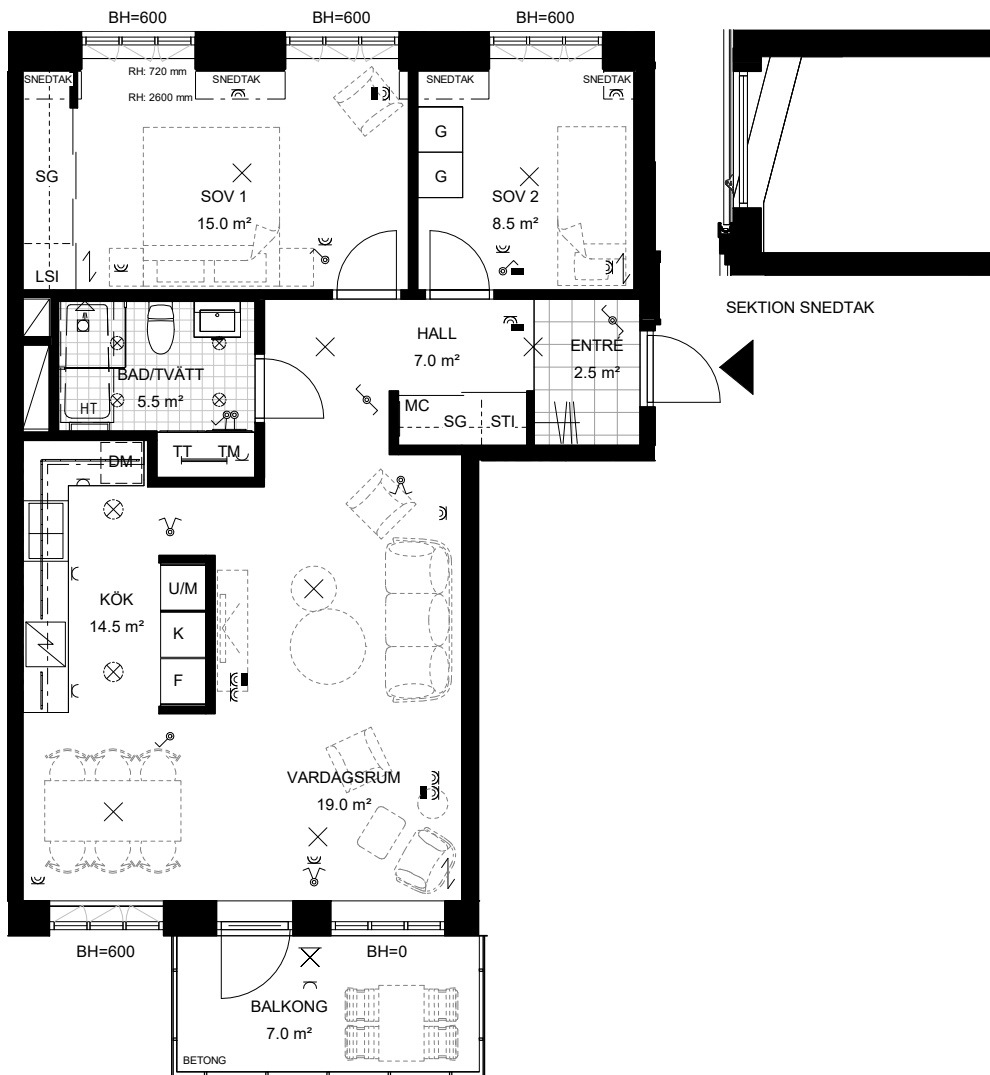 BH=600
BH=600
BH=600
SNEDTAK
RH: 720 mm
SNEDTAK
SNEDTAK
SNEDTAK
RH: 2600 mm
G
G
SG
SOV 1
15.0 m²
SOV 2
8.5 m²
LSI
SEKTION SNEDTAK
HALL
7.0 m²
ENTRÉ
2.5 m²
BAD/TVÄTT
5.5 m²
HT
MC
SG
STI
TT
TM
DM
U/M
K
F
KÖK
14.5 m²
VARDAGSRUM
19.0 m²
BH=600
BH=0
BALKONG
7.0 m²
BETONG